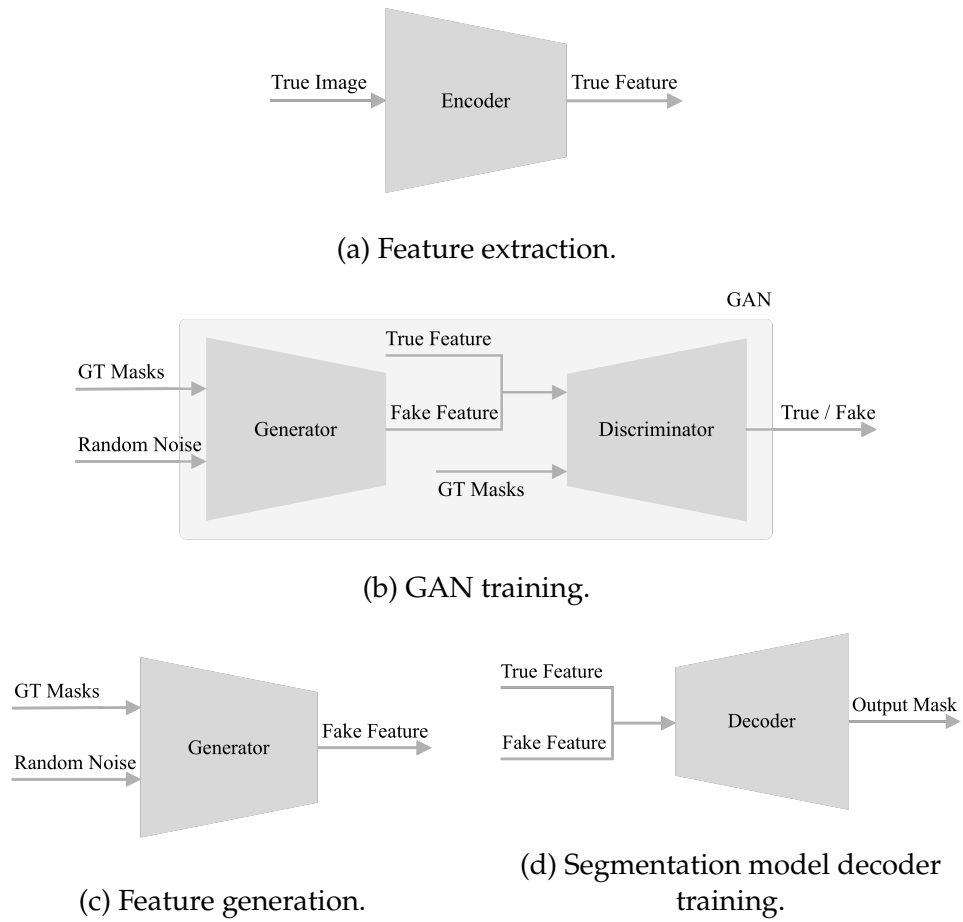 True Image
Encoder
True Feature
(a) Feature extraction.
GAN
GT Masks
Random Noise
Generator
True Feature
Fake Feature
GT Masks
Discriminator
True / Fake
(b) GAN training.
GT Masks
Random Noise
Generator
Fake Feature
(c) Feature generation.
True Feature
Fake Feature
Decoder
Output Mask
(d) Segmentation model decoder
training.